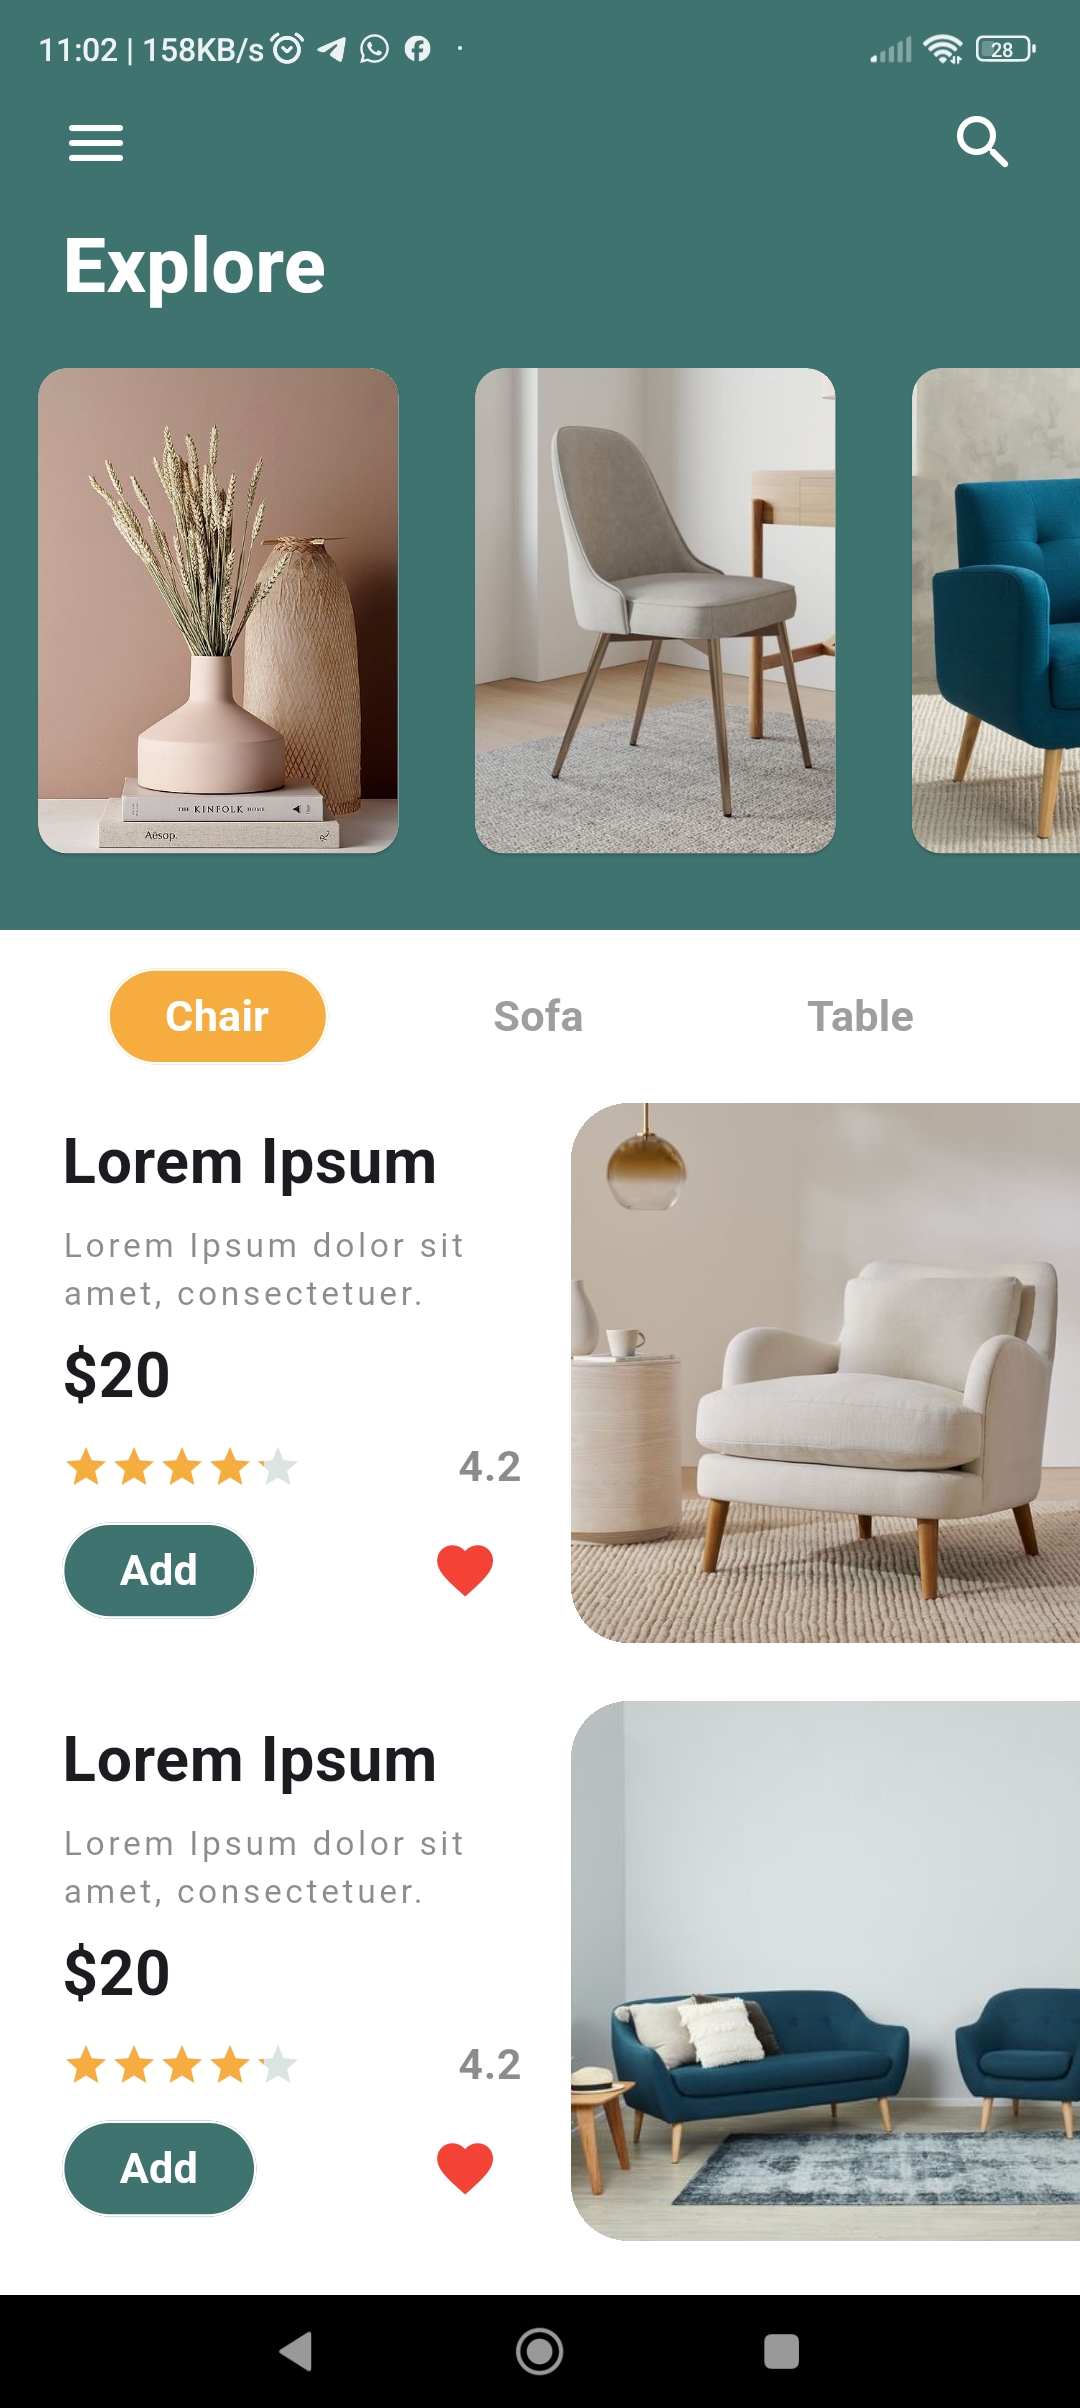 11:02 | 158KB/s
28
Explore
THE KINFOLK HOME
Aēsop.
Chair
Sofa
Table
Lorem Ipsum
Lorem Ipsum dolor sit
amet, consectetuer.
$20
4.2
Add
Lorem Ipsum
Lorem Ipsum dolor sit
amet, consectetuer.
$20
4.2
Add